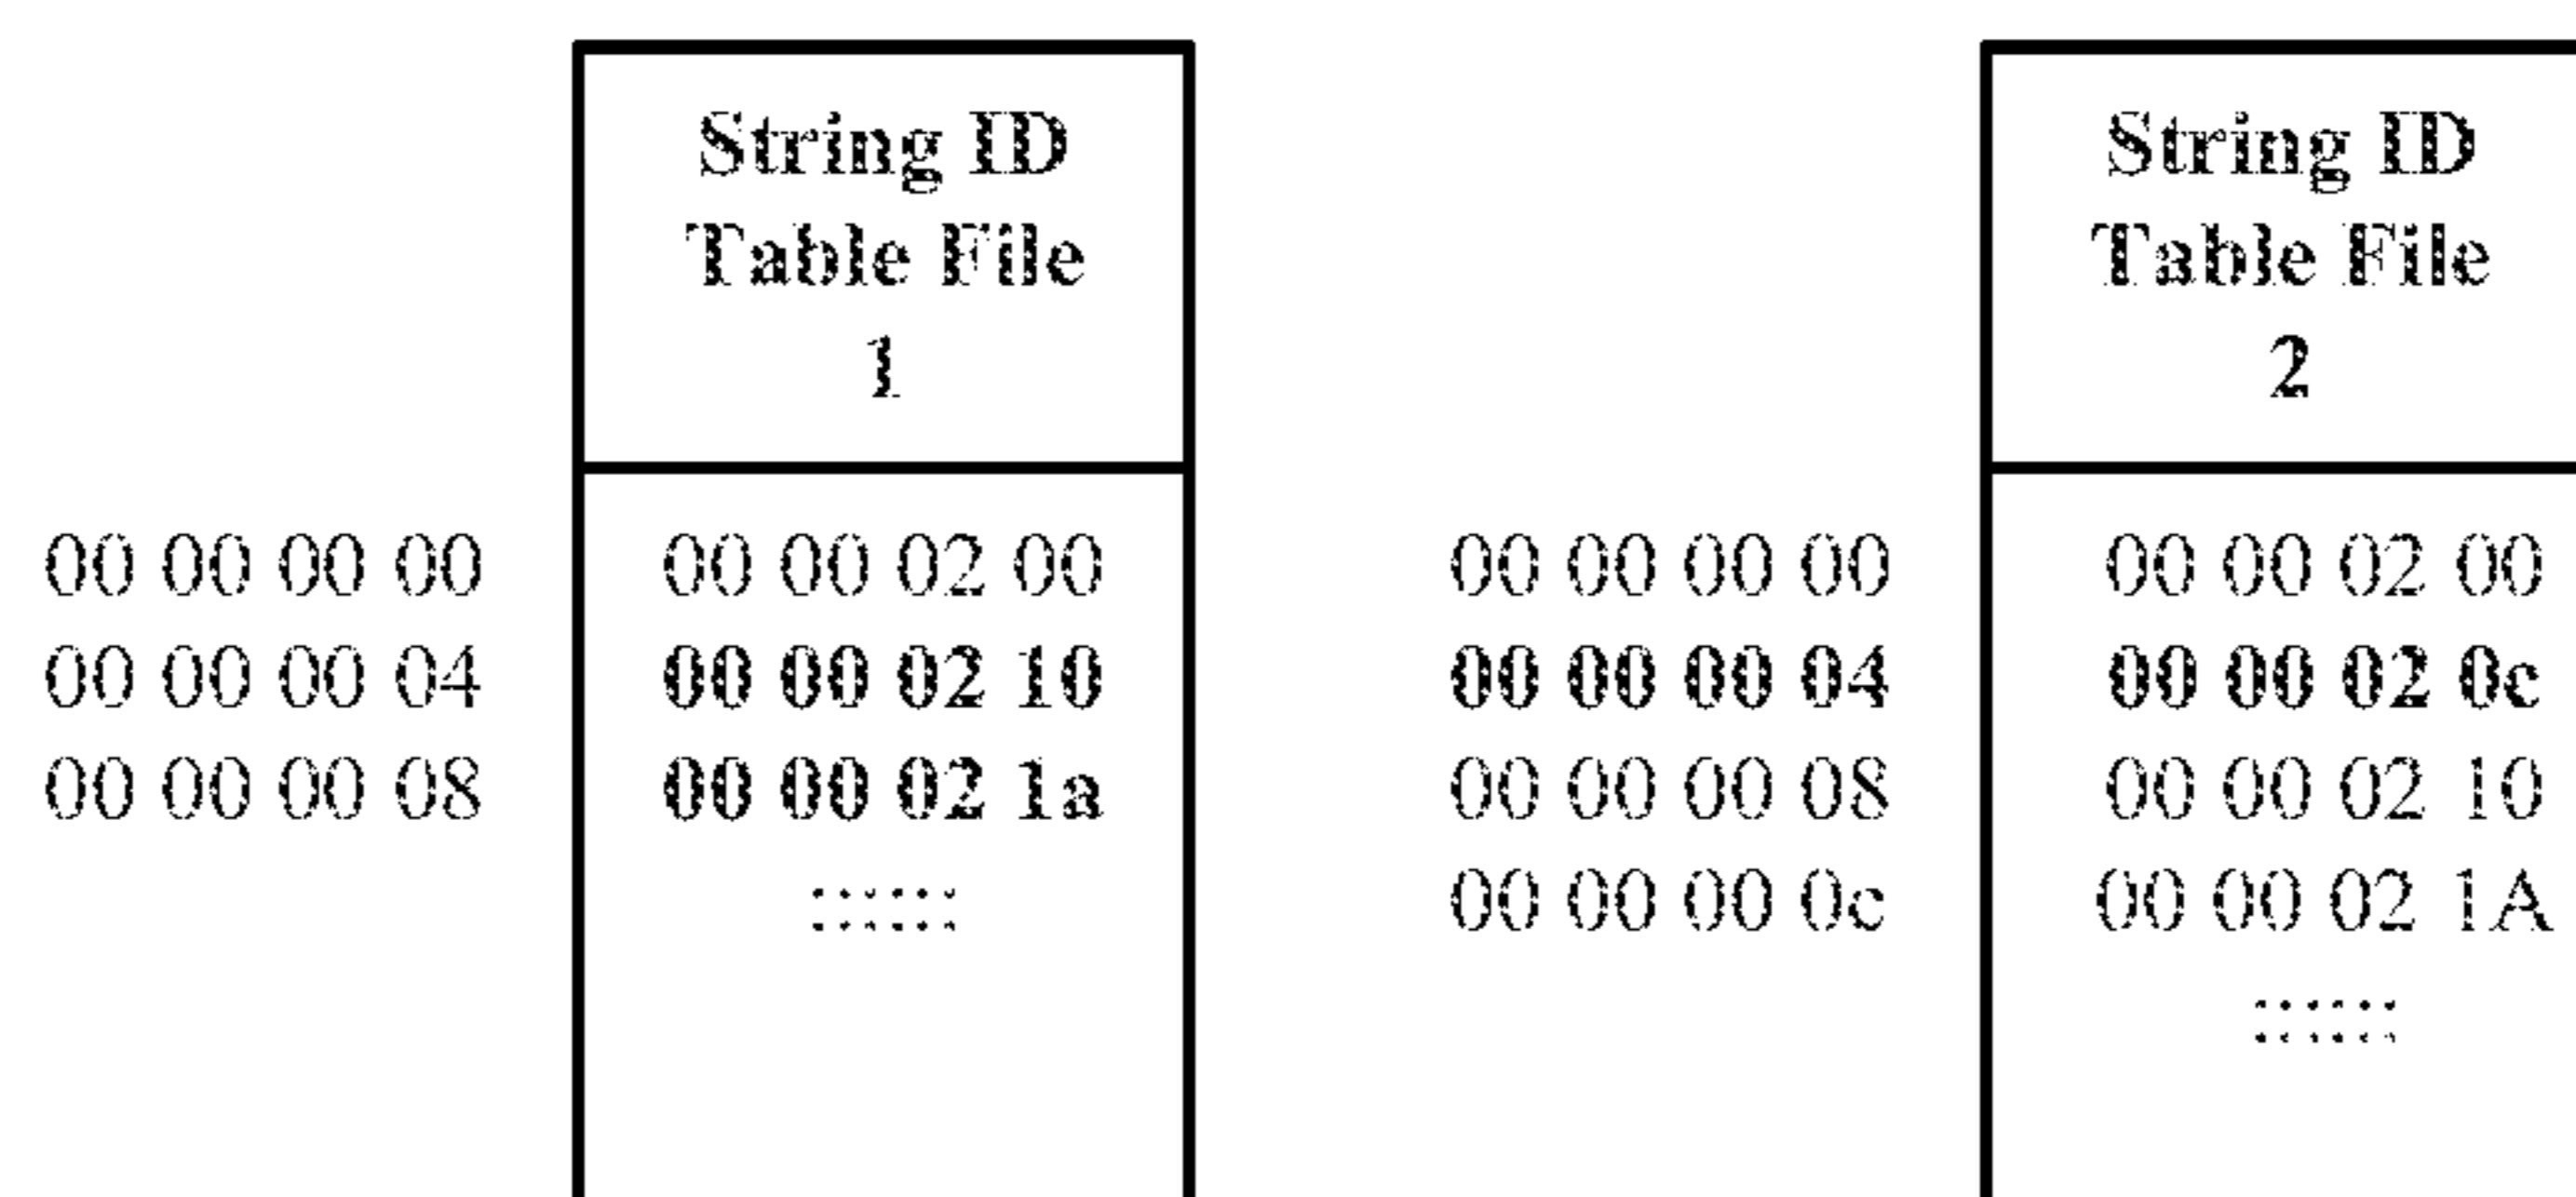 String ID
Table File
1
String ID
Table File
2
00 00 00 00 00 00 02 00
00 00 00 04 00 00 02 10
00 00 00 08 00 00 02 1a
::::::
00 00 00 00 00 00 02 00
00 00 00 04 00 00 02 0c
00 00 00 08 00 00 02 10
00 00 00 0c 00 00 02 1A
::::::